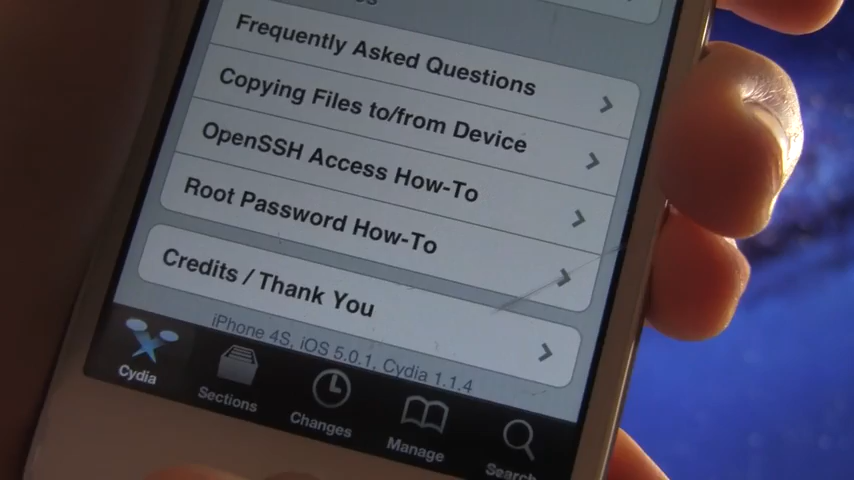 Frequently Asked Questions
Copying Files to/from Device
OpenSSH Access How-To
Root Password How-To
Credits / Thank You
iPhone 4S, iOS 5.0.1, Cydia 1.1.4
Cydia
Sections
Changes
Manage
Search